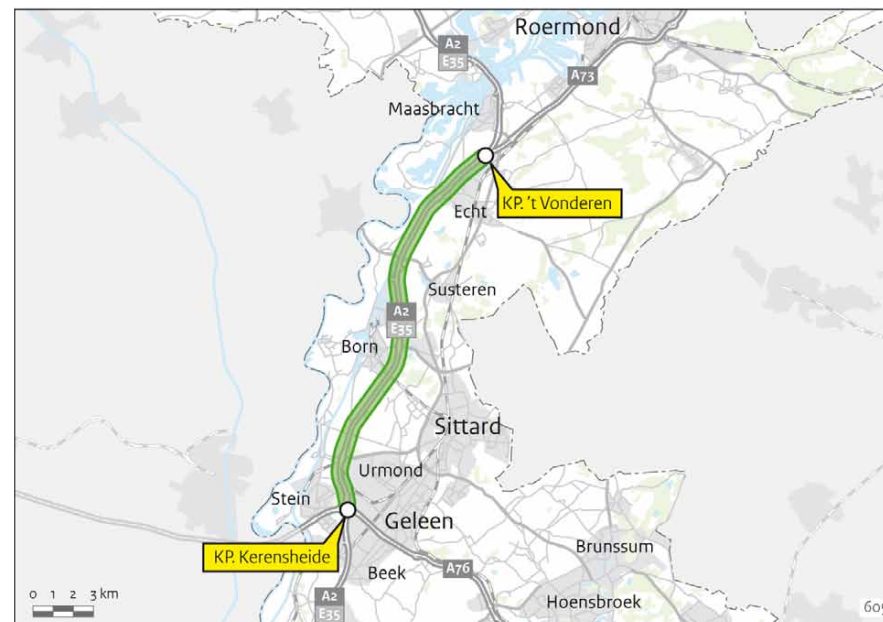 Roermond
A2
E35
A73
Maasbracht
KP. 't Vonderen
Echt
Susteren
A2
E35
Born
Sittard
Urmond
Stein
Geleen
KP. Kerensheide
Brunssum
Beek
A76
A2
E35
Hoensbroek
0 1 2 3 km